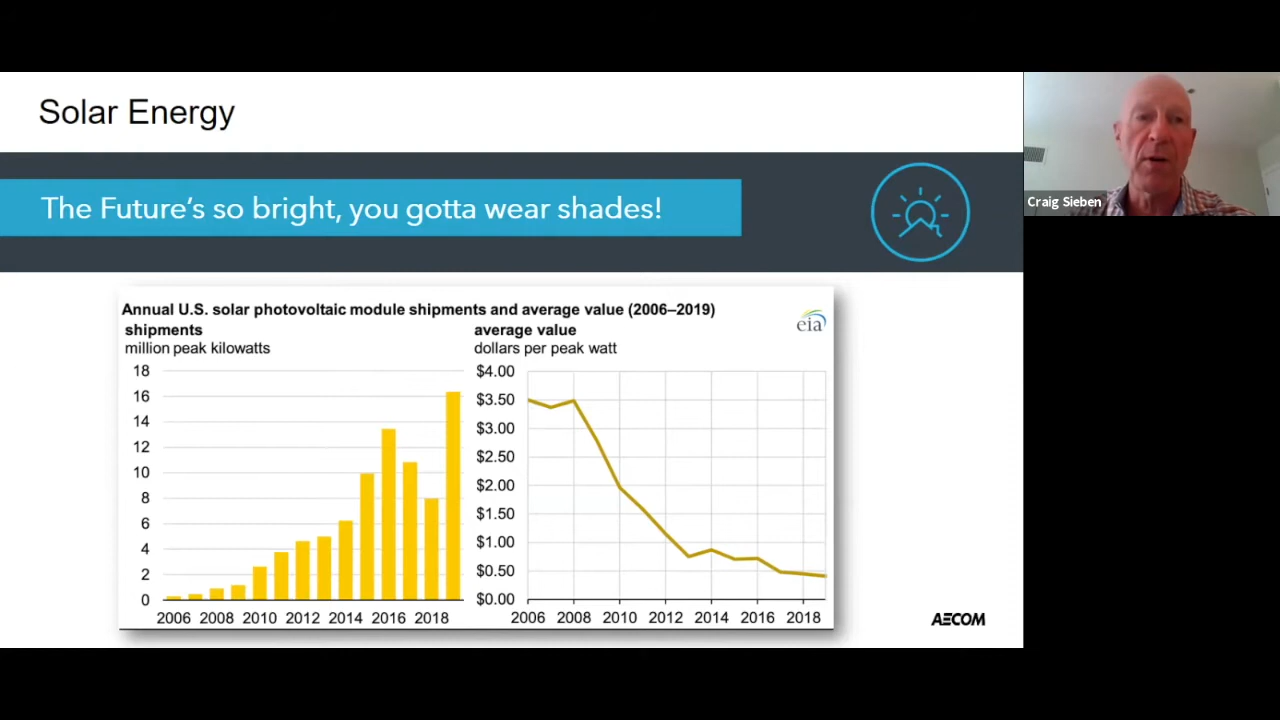 Solar Energy
The Future's so bright, you gotta wear shades!
Craig Sieben
Annual U.S. solar photovoltaic module shipments and average value (2006–2019)
shipments
million peak kilowatts
average value
dollars per peak watt
eia
18
16
14
12
10
8
6
4
2
0
2006 2008 2010 2012 2014 2016 2018
$4.00
$3.50
$3.00
$2.50
$2.00
$1.50
$1.00
$0.50
$0.00
2006 2008 2010 2012 2014 2016 2018
AECOM